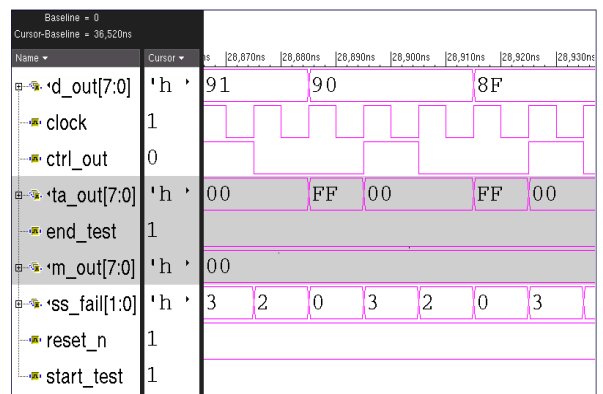 Baseline = 0
Cursor-Baseline = 36,520ns
Name Cursor ns 28,870ns 28,880ns 28,890ns 28,900ns 28,910ns 28,920ns 28,930ns
d_out[7:0] 'h 91 90 8F
clock 1
ctrl_out 0
ta_out[7:0] 'h 00 FF 00 FF 00
end_test 1
m_out[7:0] 'h 00
ss_fail[1:0] 'h 3 2 0 3 2 0 3
reset_n 1
start_test 1